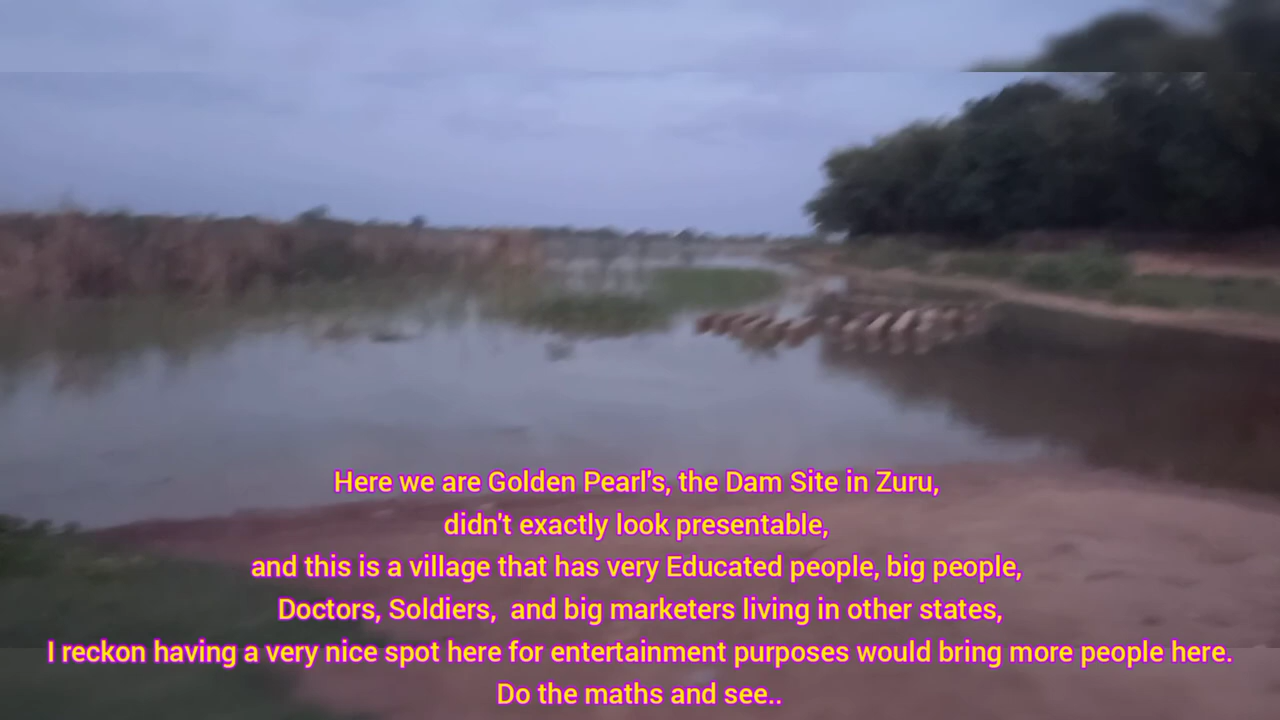 Here we are Golden Pearl's, the Dam Site in Zuru,
didn't exactly look presentable,
and this is a village that has very Educated people, big people,
Doctors, Soldiers,  and big marketers living in other states,
I reckon having a very nice spot here for entertainment purposes would bring more people here.
Do the maths and see..